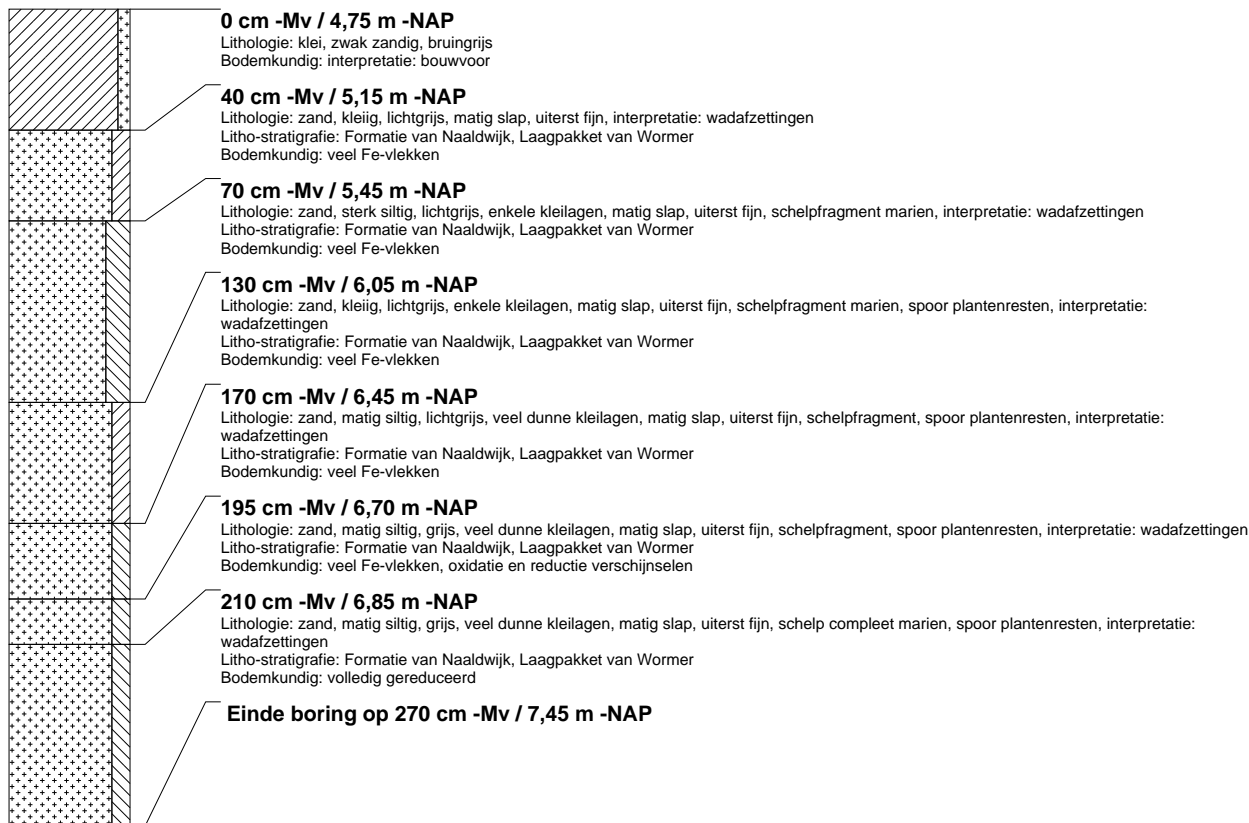 0 cm -Mv / 4,75 m -NAP
Lithologie: klei, zwak zandig, bruingrijs
Bodemkundig: interpretatie: bouwvoor
40 cm -Mv / 5,15 m -NAP
Lithologie: zand, kleiig, lichtgrijs, matig slap, uiterst fijn, interpretatie: wadafzettingen
Litho-stratigrafie: Formatie van Naaldwijk, Laagpakket van Wormer
Bodemkundig: veel Fe-vlekken
70 cm -Mv / 5,45 m -NAP
Lithologie: zand, sterk siltig, lichtgrijs, enkele kleilagen, matig slap, uiterst fijn, schelpfragment marien, interpretatie: wadafzettingen
Litho-stratigrafie: Formatie van Naaldwijk, Laagpakket van Wormer
Bodemkundig: veel Fe-vlekken
130 cm -Mv / 6,05 m -NAP
Lithologie: zand, kleiig, lichtgrijs, enkele kleilagen, matig slap, uiterst fijn, schelpfragment marien, spoor plantenresten, interpretatie:
wadafzettingen
Litho-stratigrafie: Formatie van Naaldwijk, Laagpakket van Wormer
Bodemkundig: veel Fe-vlekken
170 cm -Mv / 6,45 m -NAP
Lithologie: zand, matig siltig, lichtgrijs, veel dunne kleilagen, matig slap, uiterst fijn, schelpfragment, spoor plantenresten, interpretatie:
wadafzettingen
Litho-stratigrafie: Formatie van Naaldwijk, Laagpakket van Wormer
Bodemkundig: veel Fe-vlekken
195 cm -Mv / 6,70 m -NAP
Lithologie: zand, matig siltig, grijs, veel dunne kleilagen, matig slap, uiterst fijn, schelpfragment, spoor plantenresten, interpretatie: wadafzettingen
Litho-stratigrafie: Formatie van Naaldwijk, Laagpakket van Wormer
Bodemkundig: veel Fe-vlekken, oxidatie en reductie verschijnselen
210 cm -Mv / 6,85 m -NAP
Lithologie: zand, matig siltig, grijs, veel dunne kleilagen, matig slap, uiterst fijn, schelp compleet marien, spoor plantenresten, interpretatie:
wadafzettingen
Litho-stratigrafie: Formatie van Naaldwijk, Laagpakket van Wormer
Bodemkundig: volledig gereduceerd
Einde boring op 270 cm -Mv / 7,45 m -NAP